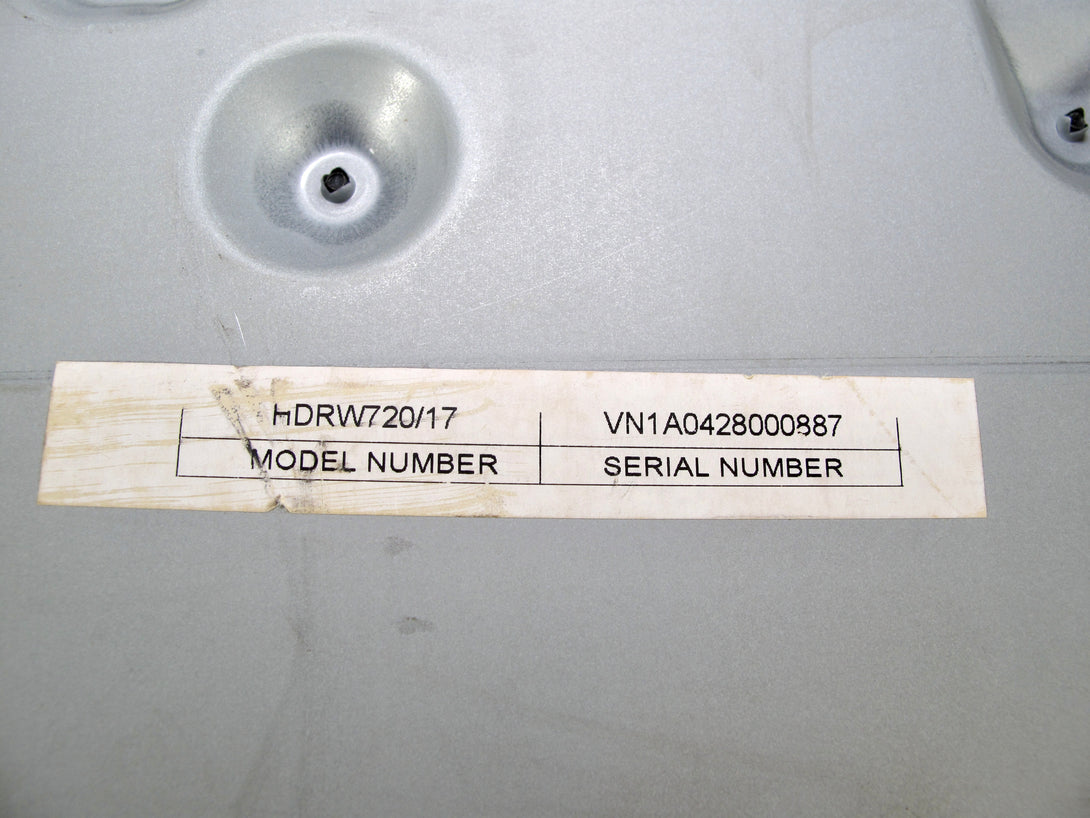 HDRW720/17 VN1A0428000887
MODEL NUMBER SERIAL NUMBER